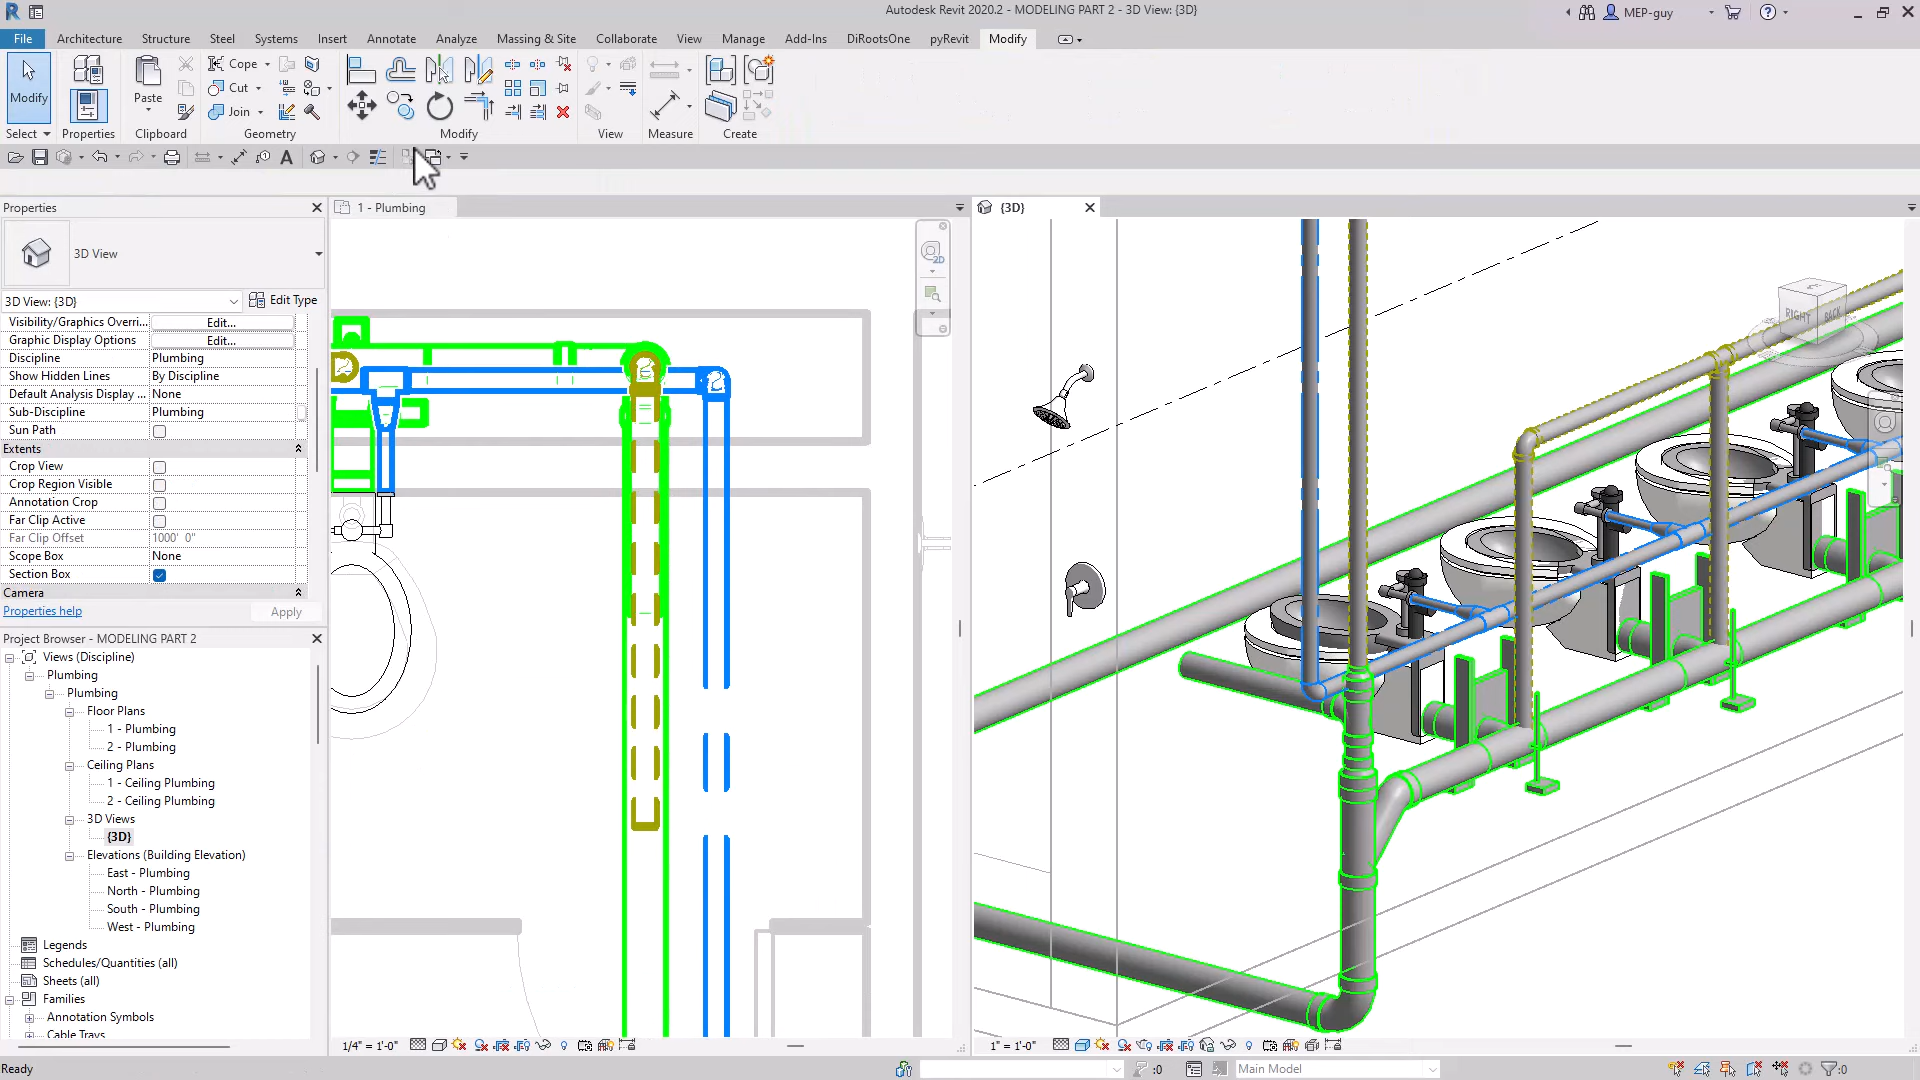 Autodesk Revit 2020.2 - MODELING PART 2 - 3D View: {3D}
MEP-guy
File Architecture Structure Steel Systems Insert Annotate Analyze Massing & Site Collaborate View Manage Add-Ins DiRootsOne pyRevit Modify
Modify
Paste
Cope
Cut
Join
Select Properties Clipboard Geometry Modify View Measure Create
Properties
3D View
3D View: {3D}
Edit Type
Visibility/Graphics Overri... Edit...
Graphic Display Options Edit...
Discipline Plumbing
Show Hidden Lines By Discipline
Default Analysis Display ... None
Sub-Discipline Plumbing
Sun Path
Extents
Crop View
Crop Region Visible
Annotation Crop
Far Clip Active
Far Clip Offset 1000' 0"
Scope Box None
Section Box
Camera
Properties help Apply
Project Browser - MODELING PART 2
Views (Discipline)
Plumbing
Plumbing
Floor Plans
1 - Plumbing
2 - Plumbing
Ceiling Plans
1 - Ceiling Plumbing
2 - Ceiling Plumbing
3D Views
{3D}
Elevations (Building Elevation)
East - Plumbing
North - Plumbing
South - Plumbing
West - Plumbing
Legends
Schedules/Quantities (all)
Sheets (all)
Families
Annotation Symbols
Cable Trays
1 - Plumbing
2D
1/4" = 1'-0"
{3D}
RIGHT BACK
1" = 1'-0"
Ready
:0
Main Model
:0